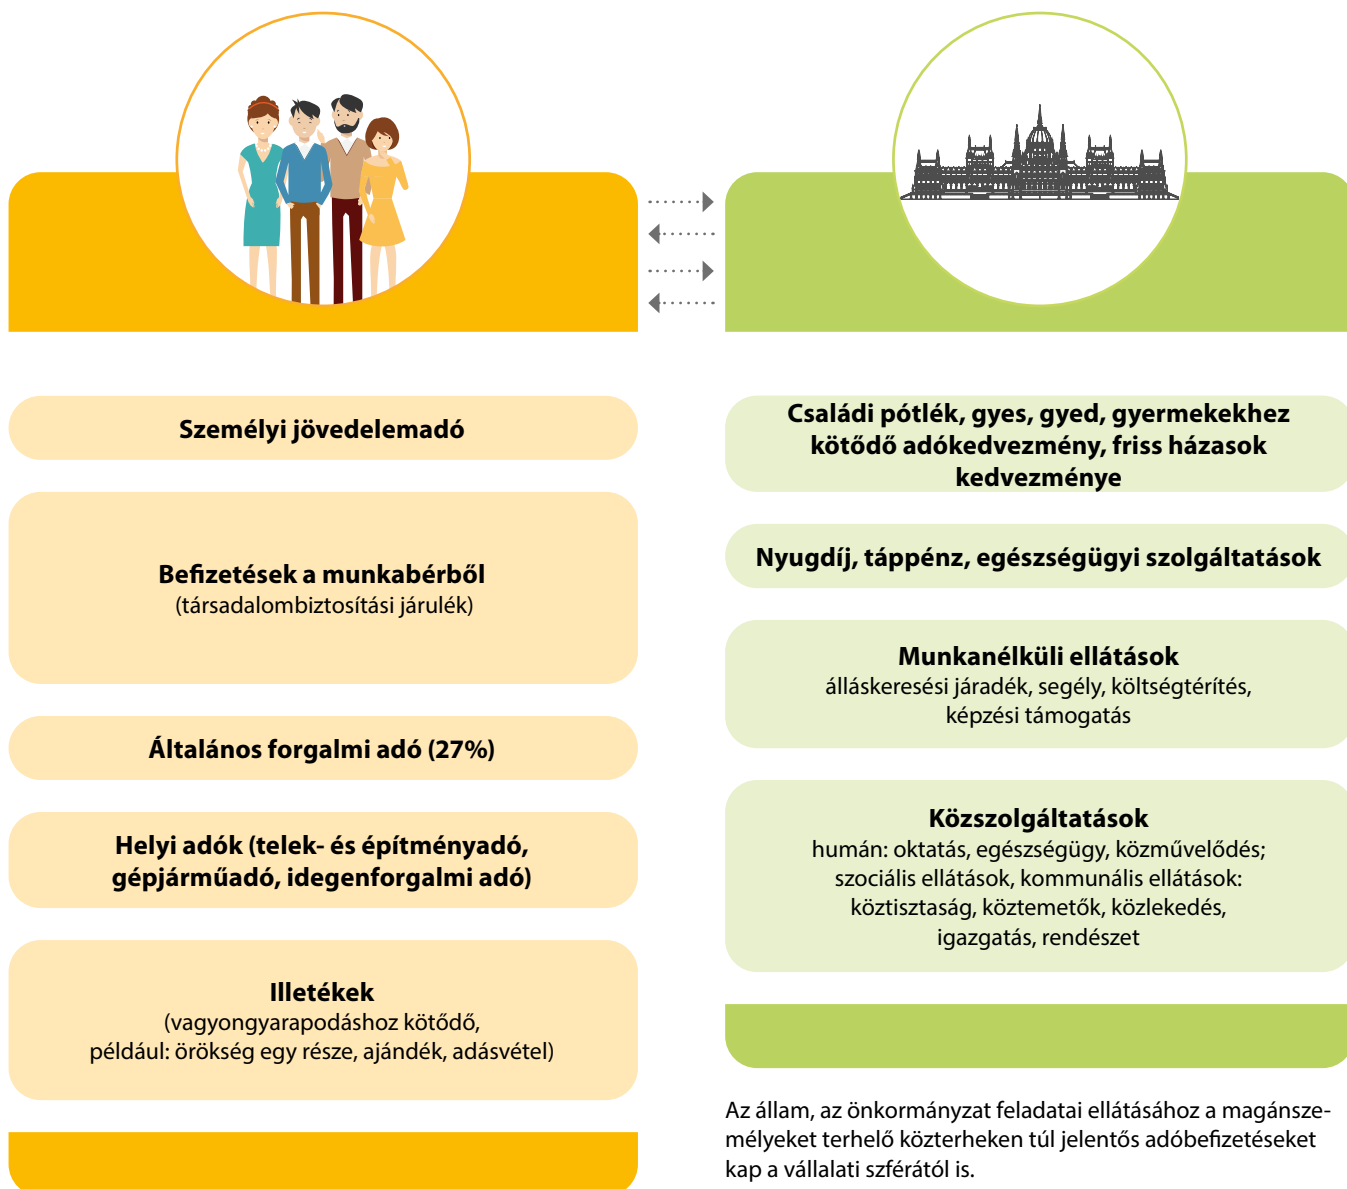 Személyi jövedelemadó
Befizetések a munkabérből
(társadalombiztosítási járulék)
Általános forgalmi adó (27%)
Helyi adók (telek- és építményadó,
gépjárműadó, idegenforgalmi adó)
Illetékek
(vagyongyarapodáshoz kötődő,
például: örökség egy része, ajándék, adásvétel)
Családi pótlék, gyes, gyed, gyermekekhez
kötődő adókedvezmény, friss házasok
kedvezménye
Nyugdíj, táppénz, egészségügyi szolgáltatások
Munkanélküli ellátások
álláskeresési járadék, segély, költségtérítés,
képzési támogatás
Közszolgáltatások
humán: oktatás, egészségügy, közművelődés;
szociális ellátások, kommunális ellátások:
köztisztaság, köztemetők, közlekedés,
igazgatás, rendészet
Az állam, az önkormányzat feladatai ellátásához a magánsze-
mélyeket terhelő közterheken túl jelentős adóbefizetéseket
kap a vállalati szférától is.